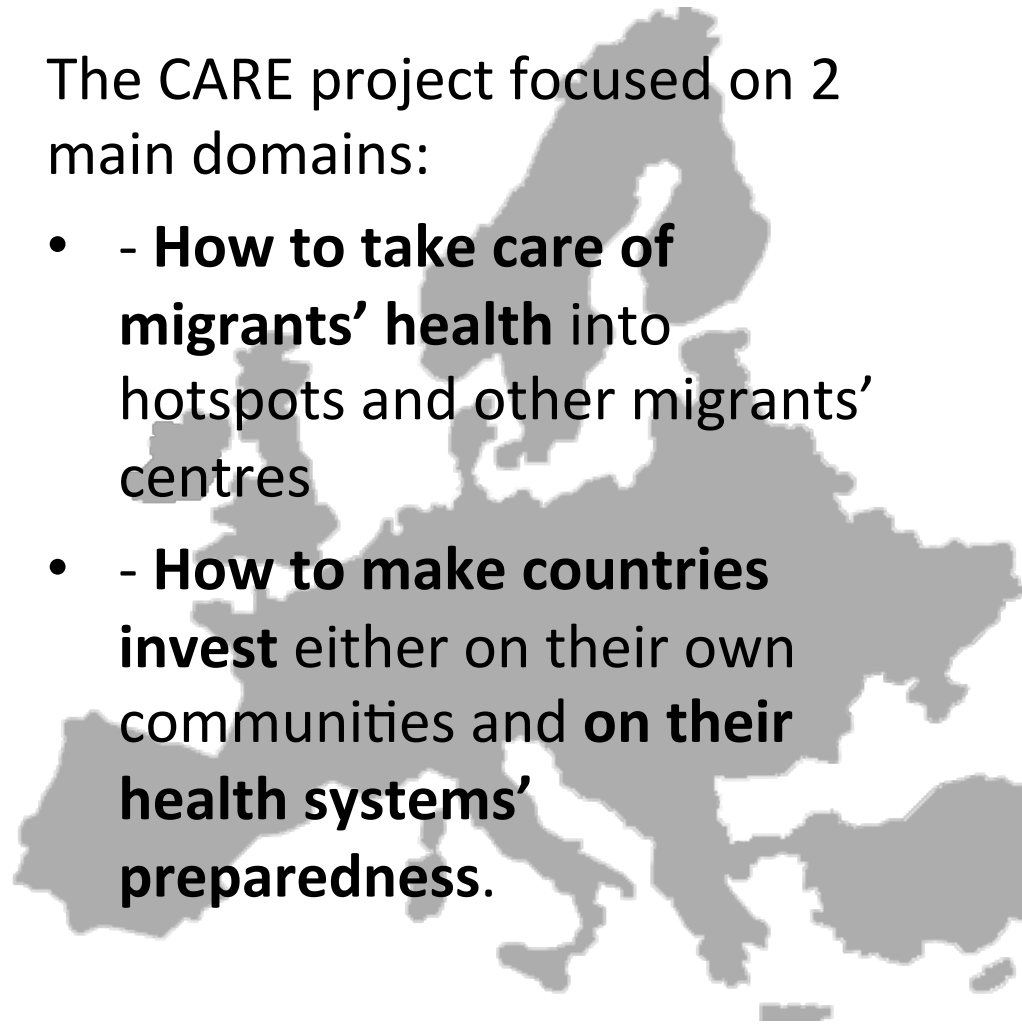 The CARE project focused on 2
main domains:
• - How to take care of
migrants’ health into
hotspots and other migrants’
centres
• - How to make countries
invest either on their own
communities and on their
health systems’
preparedness.